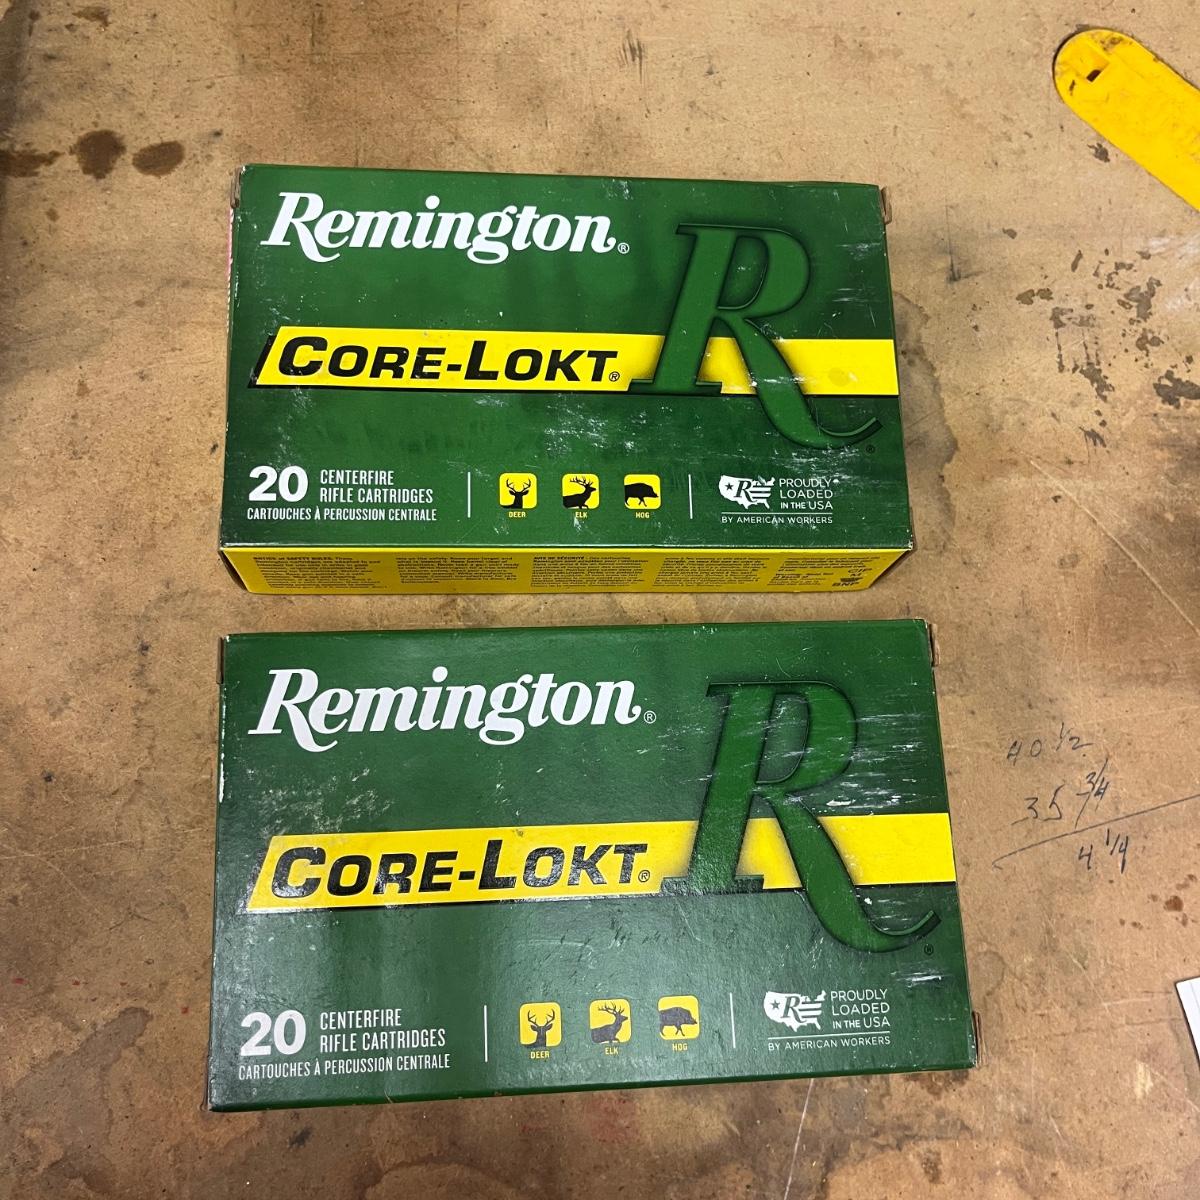 Remington®
CORE-LOKT®
R®
20 CENTERFIRE
RIFLE CARTRIDGES
CARTOUCHES À PERCUSSION CENTRALE
DEER
ELK
HOG
R
PROUDLY
LOADED
IN THE USA
BY AMERICAN WORKERS
Remington®
CORE-LOKT®
R®
20 CENTERFIRE
RIFLE CARTRIDGES
CARTOUCHES À PERCUSSION CENTRALE
DEER
ELK
HOG
R
PROUDLY
LOADED
IN THE USA
BY AMERICAN WORKERS
40 1/2
35 3/4
4 1/4